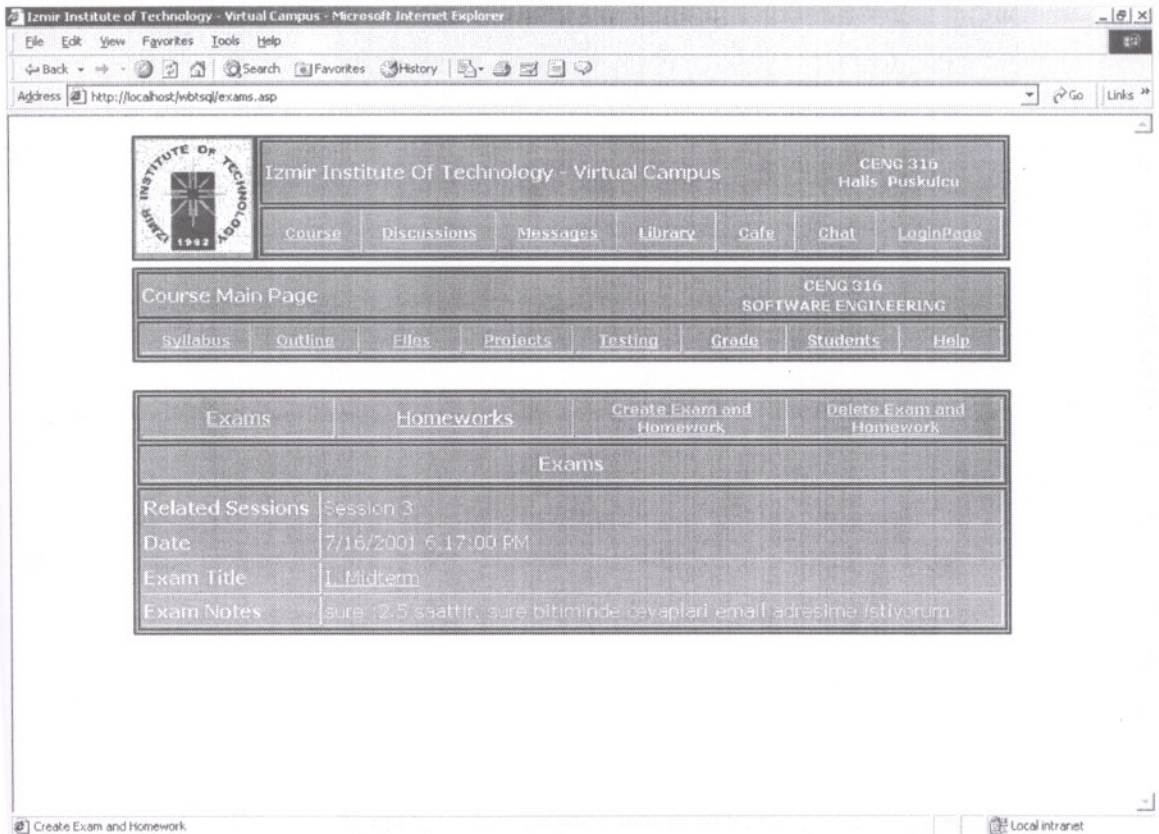 Izmir Institute of Technology - Virtual Campus - Microsoft Internet Explorer
File Edit View Favorites Tools Help
Back Search Favorites History
Address http://localhost/wbtsql/exams.asp Go Links »
IZMIR INSTITUTE OF TECHNOLOGY 1992
Izmir Institute Of Technology - Virtual Campus
CENG 316
Halis Puskulcu
Course Discussions Messages Library Cafe Chat LoginPage
Course Main Page
CENG 316
SOFTWARE ENGINEERING
Syllabus Outline Files Projects Testing Grade Students Help
Exams Homeworks Create Exam and Homework Delete Exam and Homework
Exams
Related Sessions Session 3
Date 7/16/2001 6:17:00 PM
Exam Title I. Midterm
Exam Notes sure :2.5 saattir. sure bitiminde cevaplari email adresime istiyorum.
Create Exam and Homework Local intranet